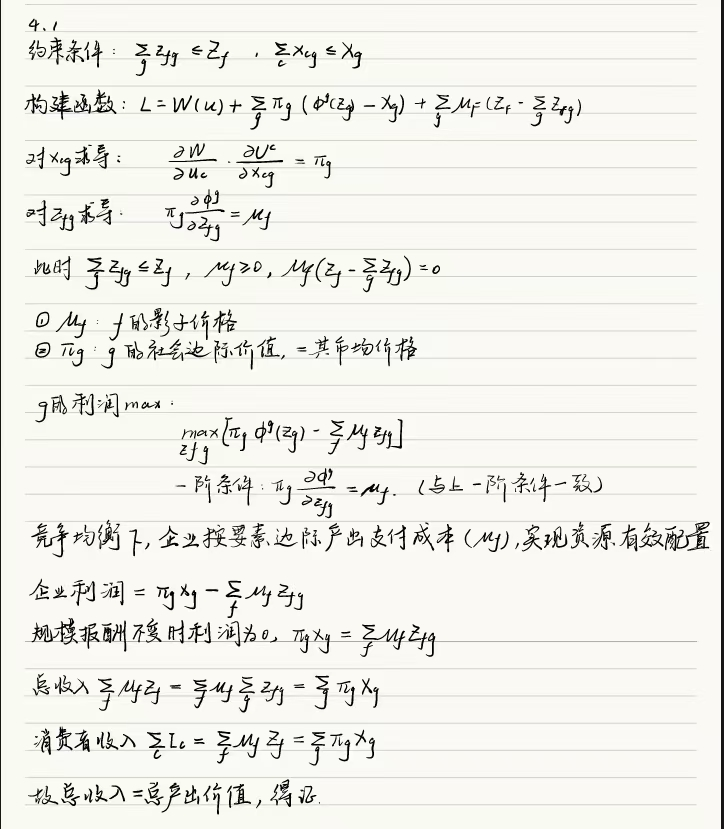 4.1
约束条件: ∑_g z_fg ≤ Z_f , ∑_c x_cg ≤ X_g
构建函数: L = W(u) + ∑_g π_g (Φ^g(z_g) - X_g) + ∑_g μ_F (Z_F - ∑_g z_fg)
对x_cg求导: ∂W/∂u_c · ∂U^c/∂x_cg = π_g
对z_fg求导: π_g ∂Φ^g/∂z_fg = μ_f
此时 ∑_g z_fg ≤ Z_f , μ_f ≥ 0, μ_f (Z_f - ∑_g z_fg) = 0
① μ_f : f 的影子价格
② π_g : g 的社会边际价值, = 其市均价格
g的利润max:
max_{z_fg} [π_g Φ^g(z_g) - ∑_f μ_f z_fg]
一阶条件: π_g ∂Φ^g/∂z_fg = μ_f. (与上一阶条件一致)
竞争均衡下, 企业按要素边际产出支付成本(μ_f), 实现资源有效配置
企业利润 = π_g x_g - ∑_f μ_f z_fg
规模报酬不变时利润为0, π_g x_g = ∑_f μ_f z_fg
总收入 ∑_f μ_f Z_f = ∑_f μ_f ∑_g z_fg = ∑_g π_g X_g
消费者收入 ∑_c I_c = ∑_f μ_f Z_f = ∑_g π_g X_g
故总收入=总产出价值, 得证.